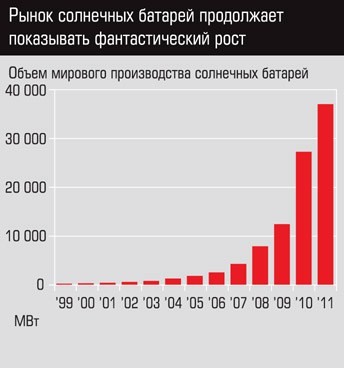 Рынок солнечных батарей продолжает
показывать фантастический рост
Объем мирового производства солнечных батарей
40 000
30 000
20 000
10 000
0
'99 '00 '01 '02 '03 '04 '05 '06 '07 '08 '09 '10 '11
МВт